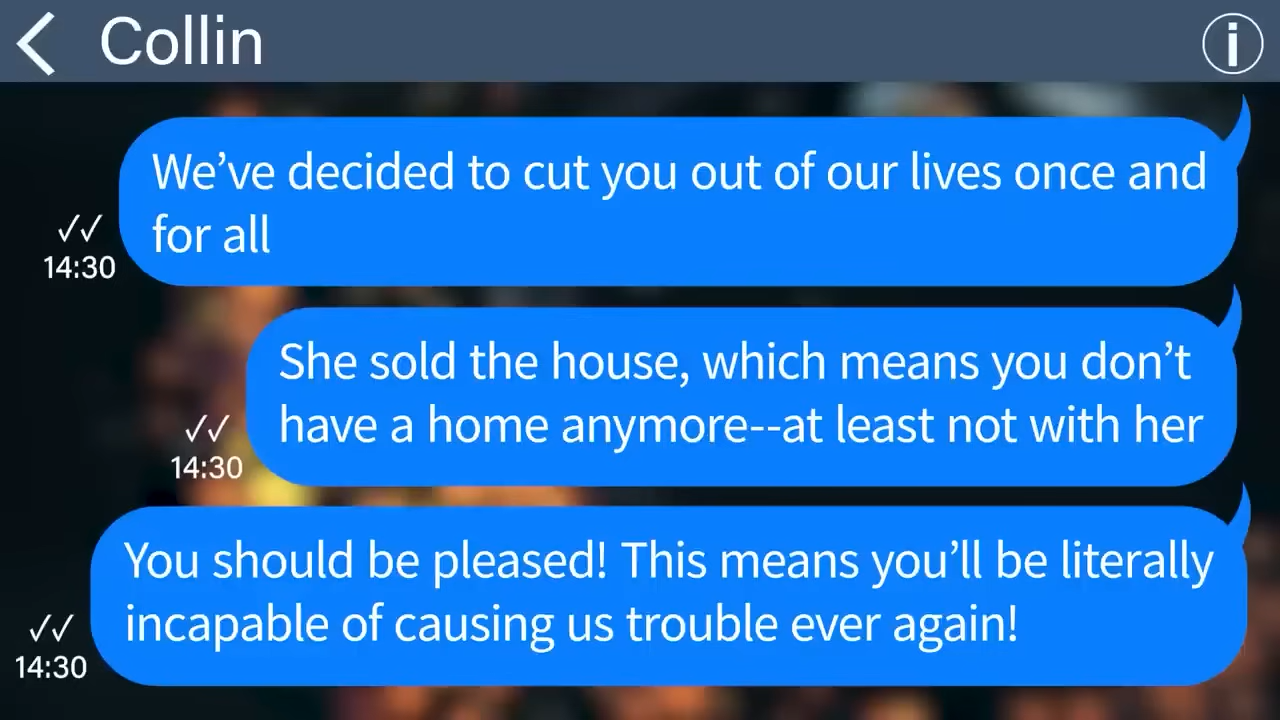 Collin
We’ve decided to cut you out of our lives once and
for all
✓✓
14:30
She sold the house, which means you don’t
have a home anymore--at least not with her
✓✓
14:30
You should be pleased! This means you’ll be literally
incapable of causing us trouble ever again!
✓✓
14:30